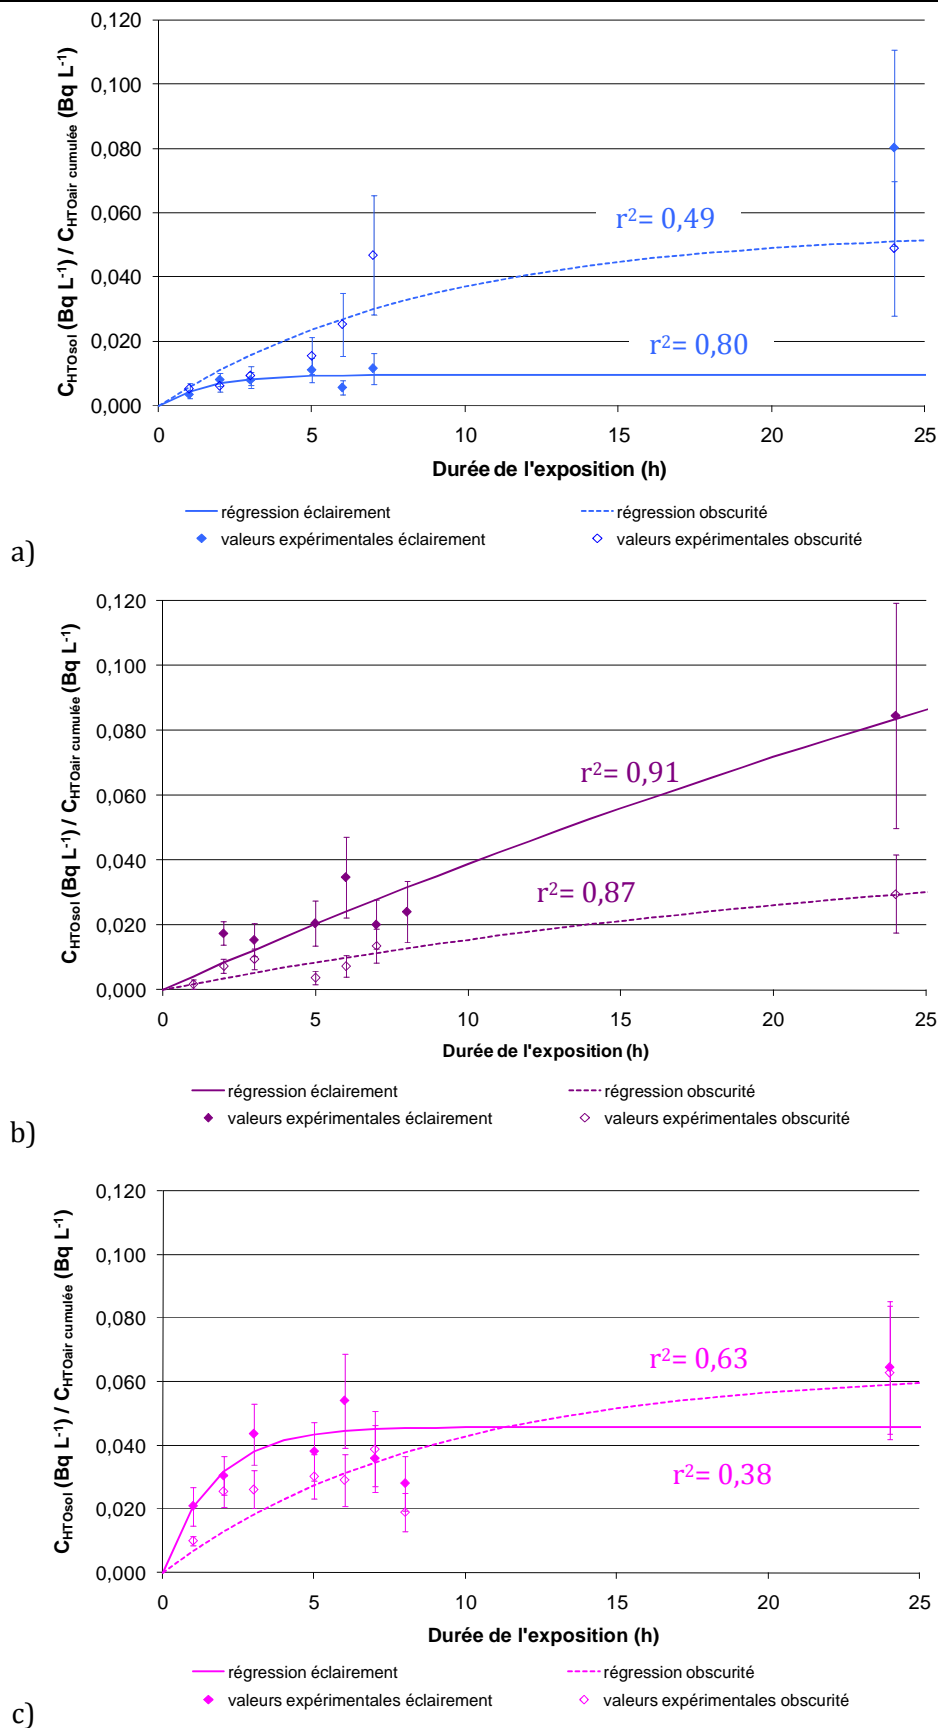 C_HTOsol (Bq L⁻¹) / C_HTOair cumulée (Bq L⁻¹)
0,120
0,100
0,080
0,060
0,040
0,020
0,000
r²= 0,49
r²= 0,80
0 5 10 15 20 25
Durée de l'exposition (h)
régression éclairement régression obscurité
valeurs expérimentales éclairement valeurs expérimentales obscurité
a)
C_HTOsol (Bq L⁻¹) / C_HTOair cumulée (Bq L⁻¹)
0,120
0,100
0,080
0,060
0,040
0,020
0,000
r²= 0,91
r²= 0,87
0 5 10 15 20 25
Durée de l'exposition (h)
régression éclairement régression obscurité
valeurs expérimentales éclairement valeurs expérimentales obscurité
b)
C_HTOsol (Bq L⁻¹) / C_HTOair cumulée (Bq L⁻¹)
0,120
0,100
0,080
0,060
0,040
0,020
0,000
r²= 0,63
r²= 0,38
0 5 10 15 20 25
Durée de l'exposition (h)
régression éclairement régression obscurité
valeurs expérimentales éclairement valeurs expérimentales obscurité
c)